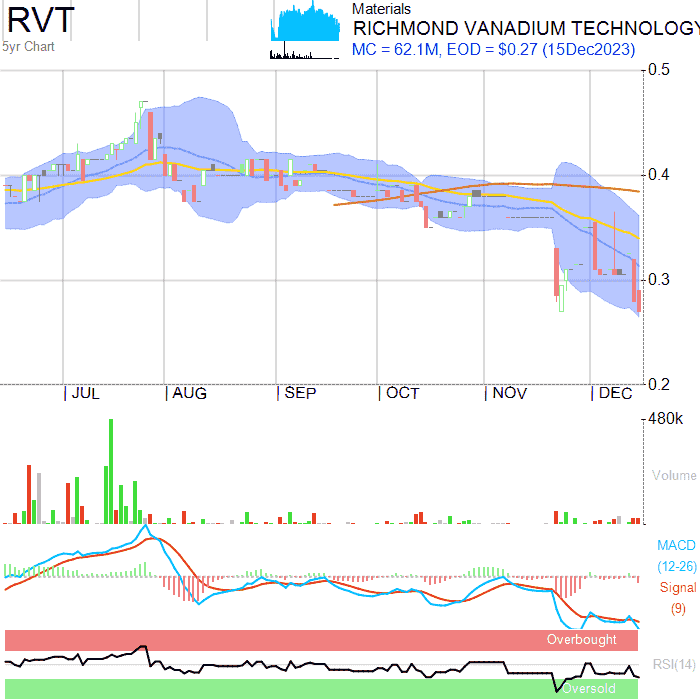 RVT
5yr Chart
Materials
RICHMOND VANADIUM TECHNOLOGY
MC = 62.1M, EOD = $0.27 (15Dec2023)
0.5
0.4
0.3
0.2
JUL AUG SEP OCT NOV DEC
480k
Volume
MACD
(12-26)
Signal
(9)
Overbought
RSI(14)
Oversold